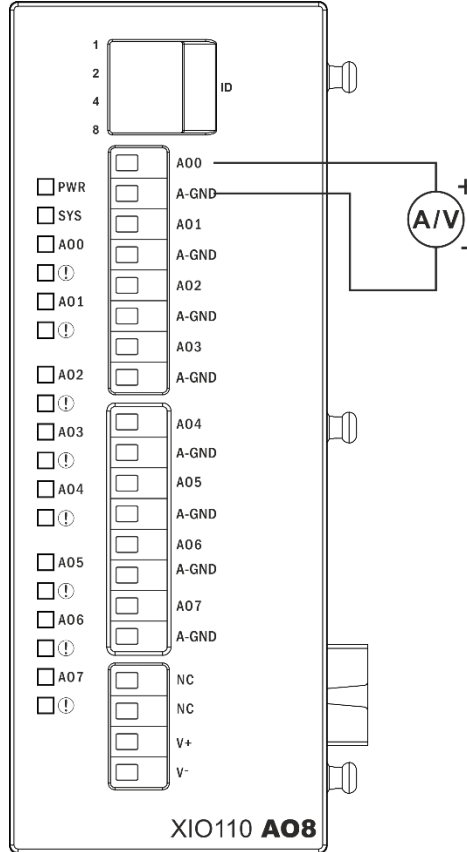 1
2
4
8
ID
PWR
SYS
AO0
!
AO1
!
AO2
!
AO3
!
AO4
!
AO5
!
AO6
!
AO7
!
AO0
A-GND
AO1
A-GND
AO2
A-GND
AO3
A-GND
AO4
A-GND
AO5
A-GND
AO6
A-GND
AO7
A-GND
NC
NC
V+
V-
+
A/V
-
XIO110 AO8